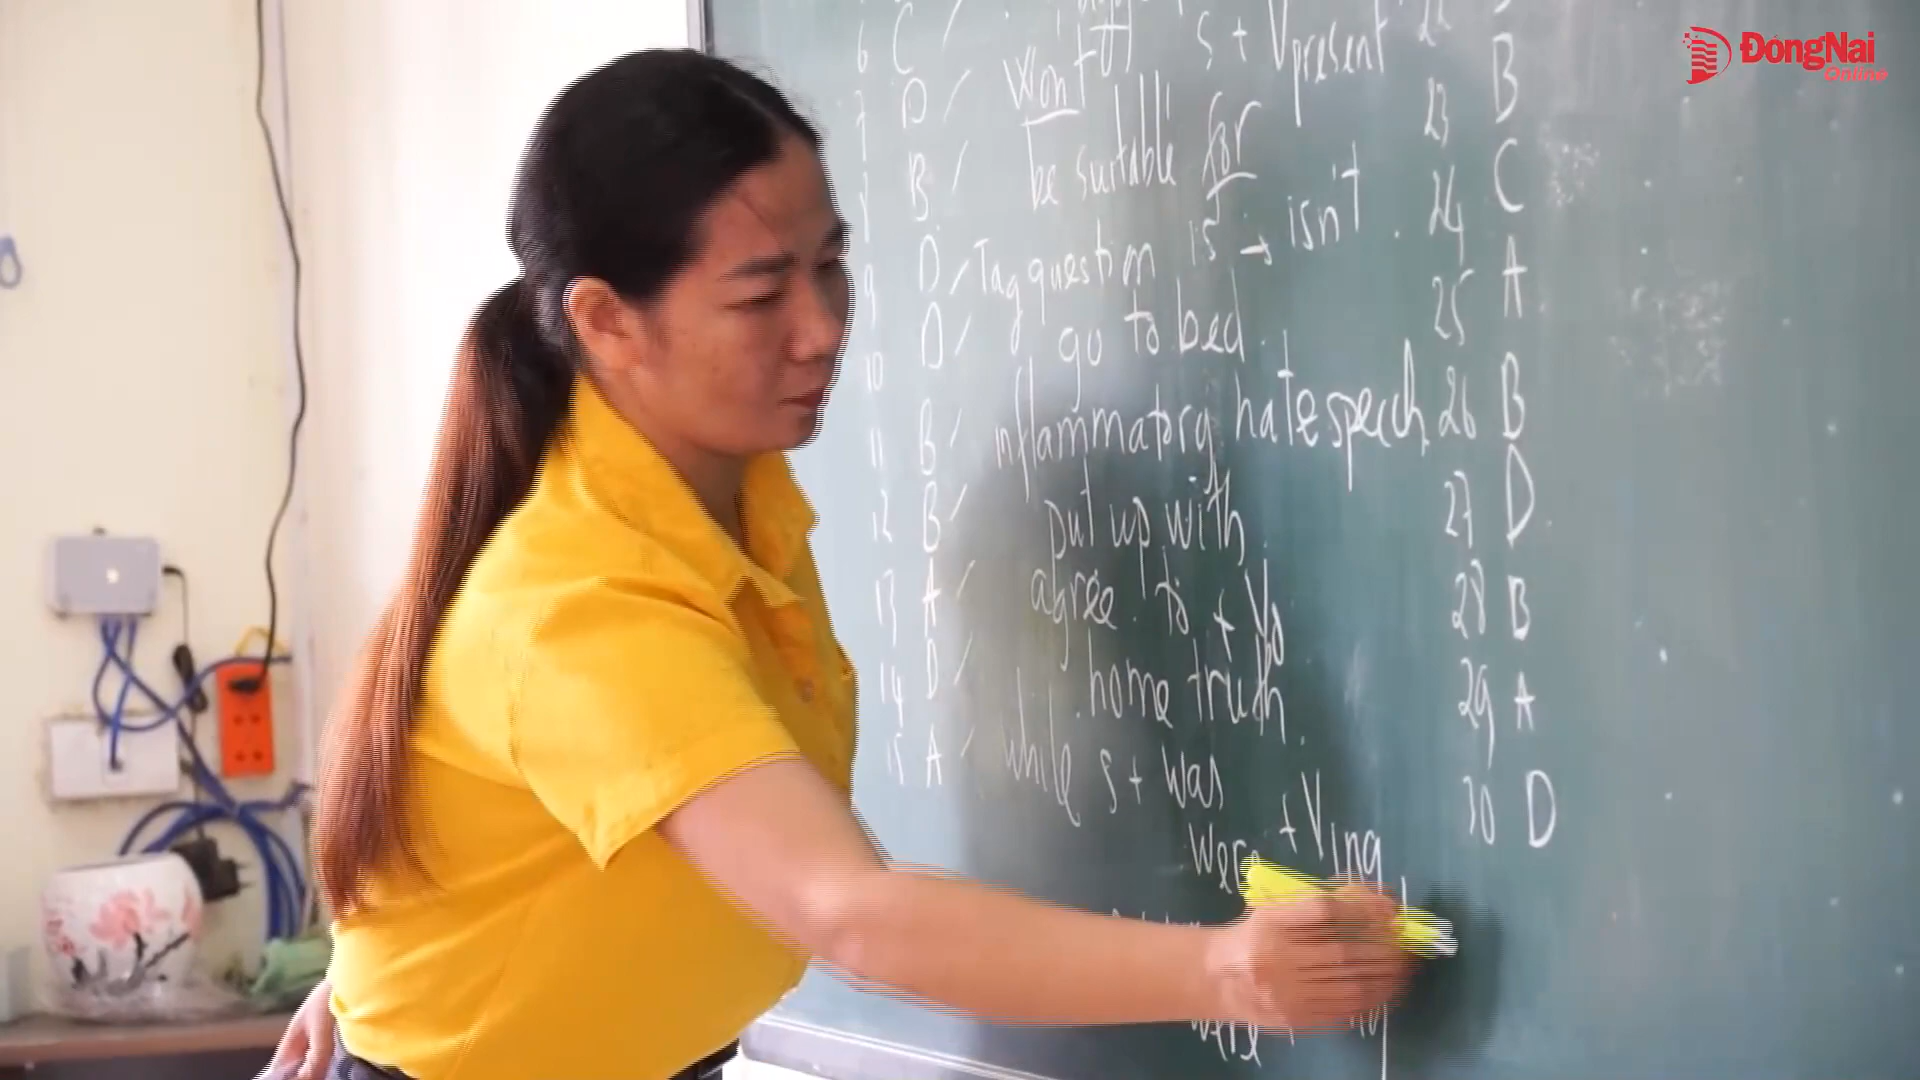 ĐồngNai
Online
6 C / S + Vpresent
7 D / Won't
8 B / be suitable for
9 D / Tag question is → isn't.
10 D / go to bed.
11 B / inflammatory hate speech
12 B / put up with
13 A / agree to + Vo
14 D / home truth.
15 A / while S + was
were + Ving
were
23 B
24 C
25 A
26 B
27 D.
28 B
29 A
30 D